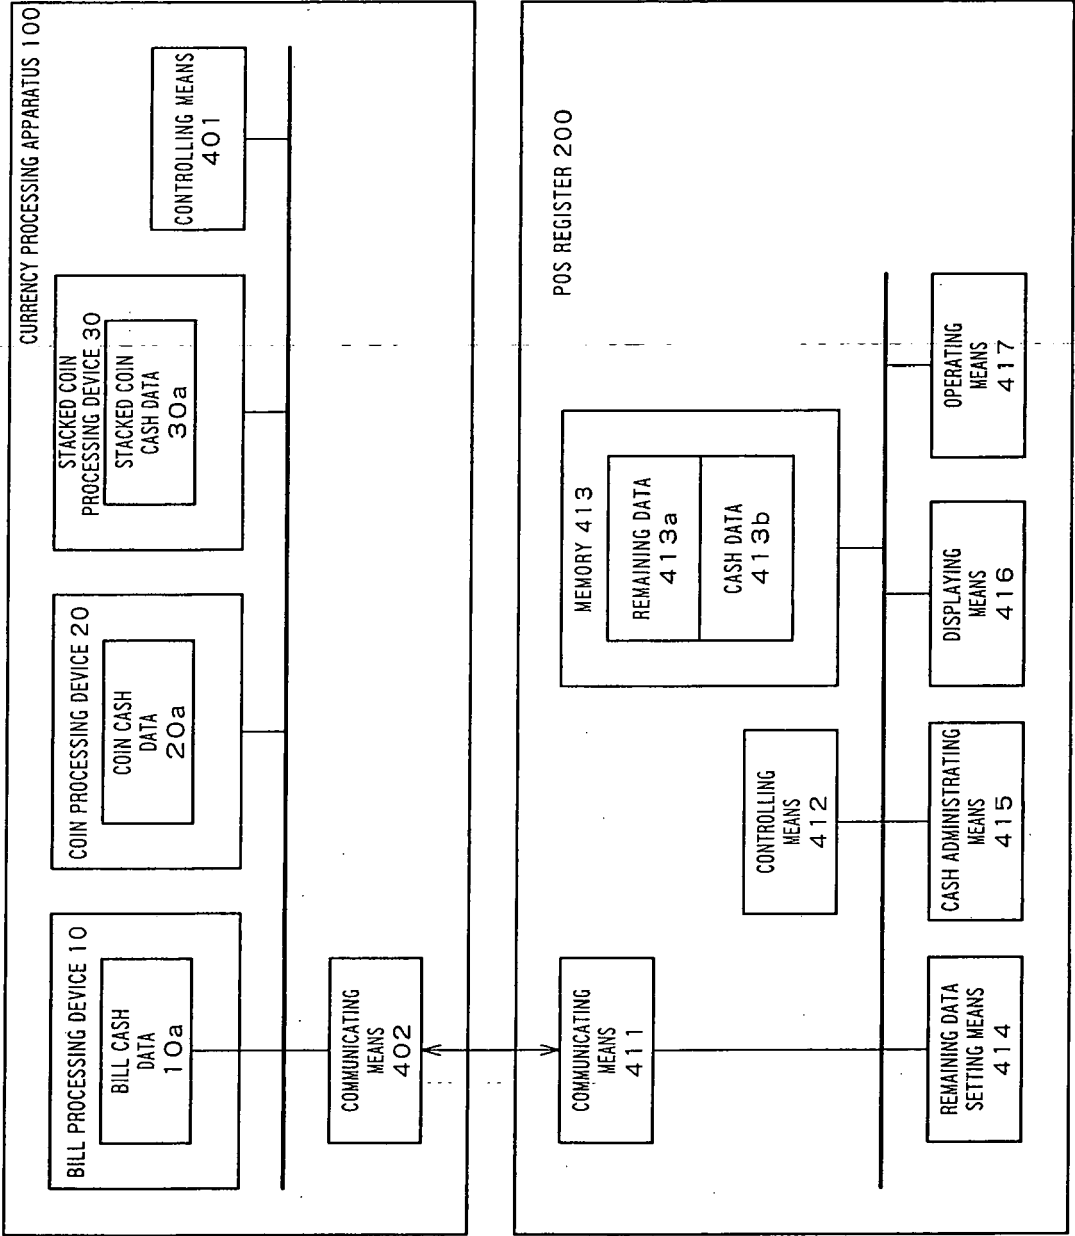 CURRENCY PROCESSING APPARATUS 100
BILL PROCESSING DEVICE 10
BILL CASH
DATA
10a
COIN PROCESSING DEVICE 20
COIN CASH
DATA
20a
STACKED COIN
PROCESSING DEVICE 30
STACKED COIN
CASH DATA
30a
CONTROLLING MEANS
401
COMMUNICATING
MEANS
402
POS REGISTER 200
COMMUNICATING
MEANS
411
CONTROLLING
MEANS
412
MEMORY 413
REMAINING DATA
413a
CASH DATA
413b
REMAINING DATA
SETTING MEANS
414
CASH ADMINISTRATING
MEANS
415
DISPLAYING
MEANS
416
OPERATING
MEANS
417